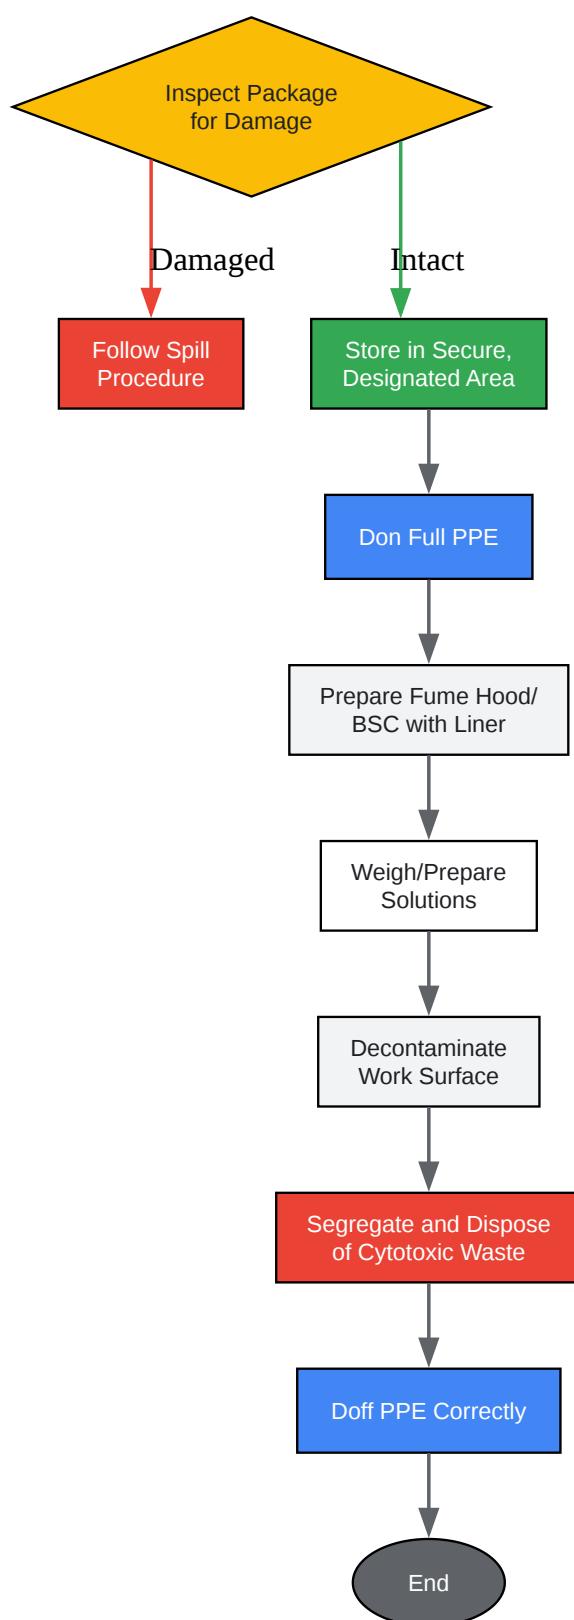 Inspect Package
for Damage
Damaged
Intact
Follow Spill
Procedure
Store in Secure,
Designated Area
Don Full PPE
Prepare Fume Hood/
BSC with Liner
Weigh/Prepare
Solutions
Decontaminate
Work Surface
Segregate and Dispose
of Cytotoxic Waste
Doff PPE Correctly
End